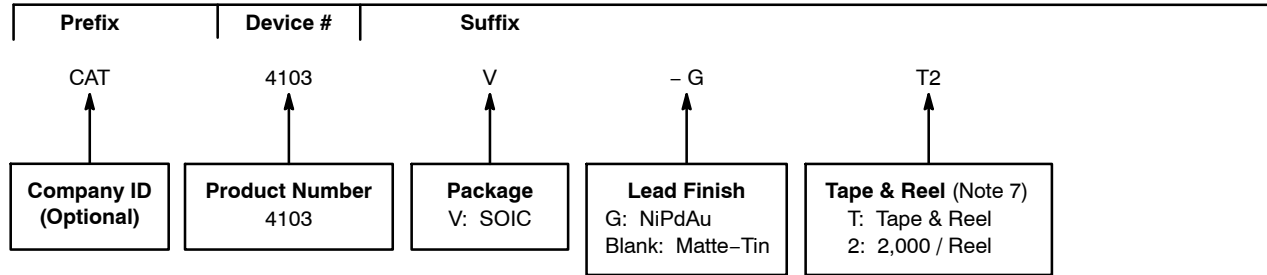 Prefix Device # Suffix
CAT 4103 V – G T2
Company ID
(Optional)
Product Number
4103
Package
V: SOIC
Lead Finish
G: NiPdAu
Blank: Matte−Tin
Tape & Reel (Note 7)
T: Tape & Reel
2: 2,000 / Reel